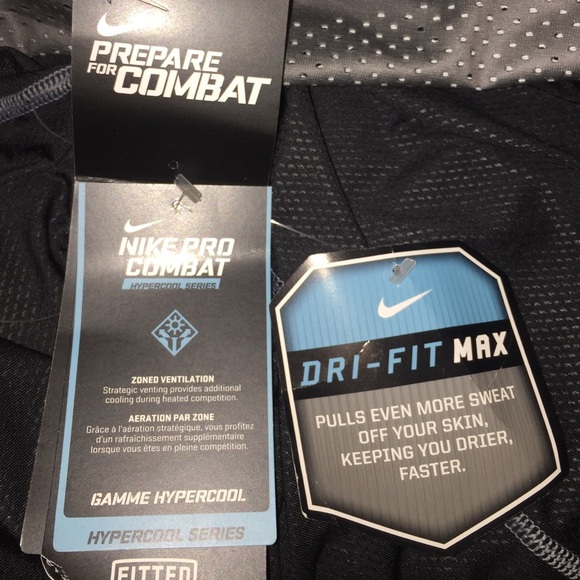 PREPARE
FOR COMBAT
NIKE PRO
COMBAT
HYPERCOOL SERIES
ZONED VENTILATION
Strategic venting provides additional
cooling during heated competition.
AERATION PAR ZONE
Grâce à l'aération stratégique, vous profitez
d'un rafraîchissement supplémentaire
lorsque vous êtes en pleine compétition.
GAMME HYPERCOOL
HYPERCOOL SERIES
FITTED
DRI-FIT MAX
PULLS EVEN MORE SWEAT
OFF YOUR SKIN,
KEEPING YOU DRIER,
FASTER.